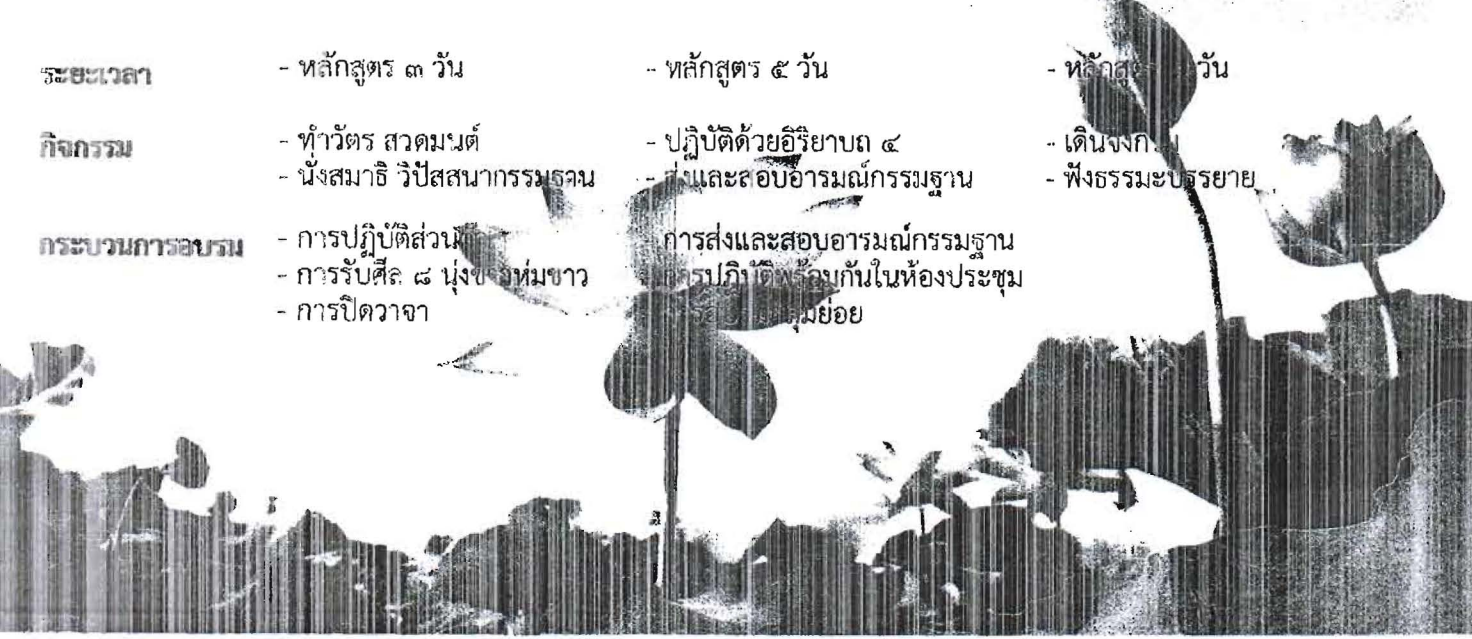 ระยะเวลา - หลักสูตร ๓ วัน - หลักสูตร ๕ วัน - หลักสูตร วัน
กิจกรรม - ทำวัตร สวดมนต์ - ปฏิบัติด้วยอิริยาบถ ๔ - เดินจงกรม
- นั่งสมาธิ วิปัสสนากรรมฐาน - ส่งและสอบอารมณ์กรรมฐาน - ฟังธรรมะบรรยาย
กระบวนการอบรม - การปฏิบัติส่วน การส่งและสอบอารมณ์กรรมฐาน
- การรับศีล ๘ นุ่งขาวห่มขาว การปฏิบัติพร้อมกันในห้องประชุม
- การปิดวาจา